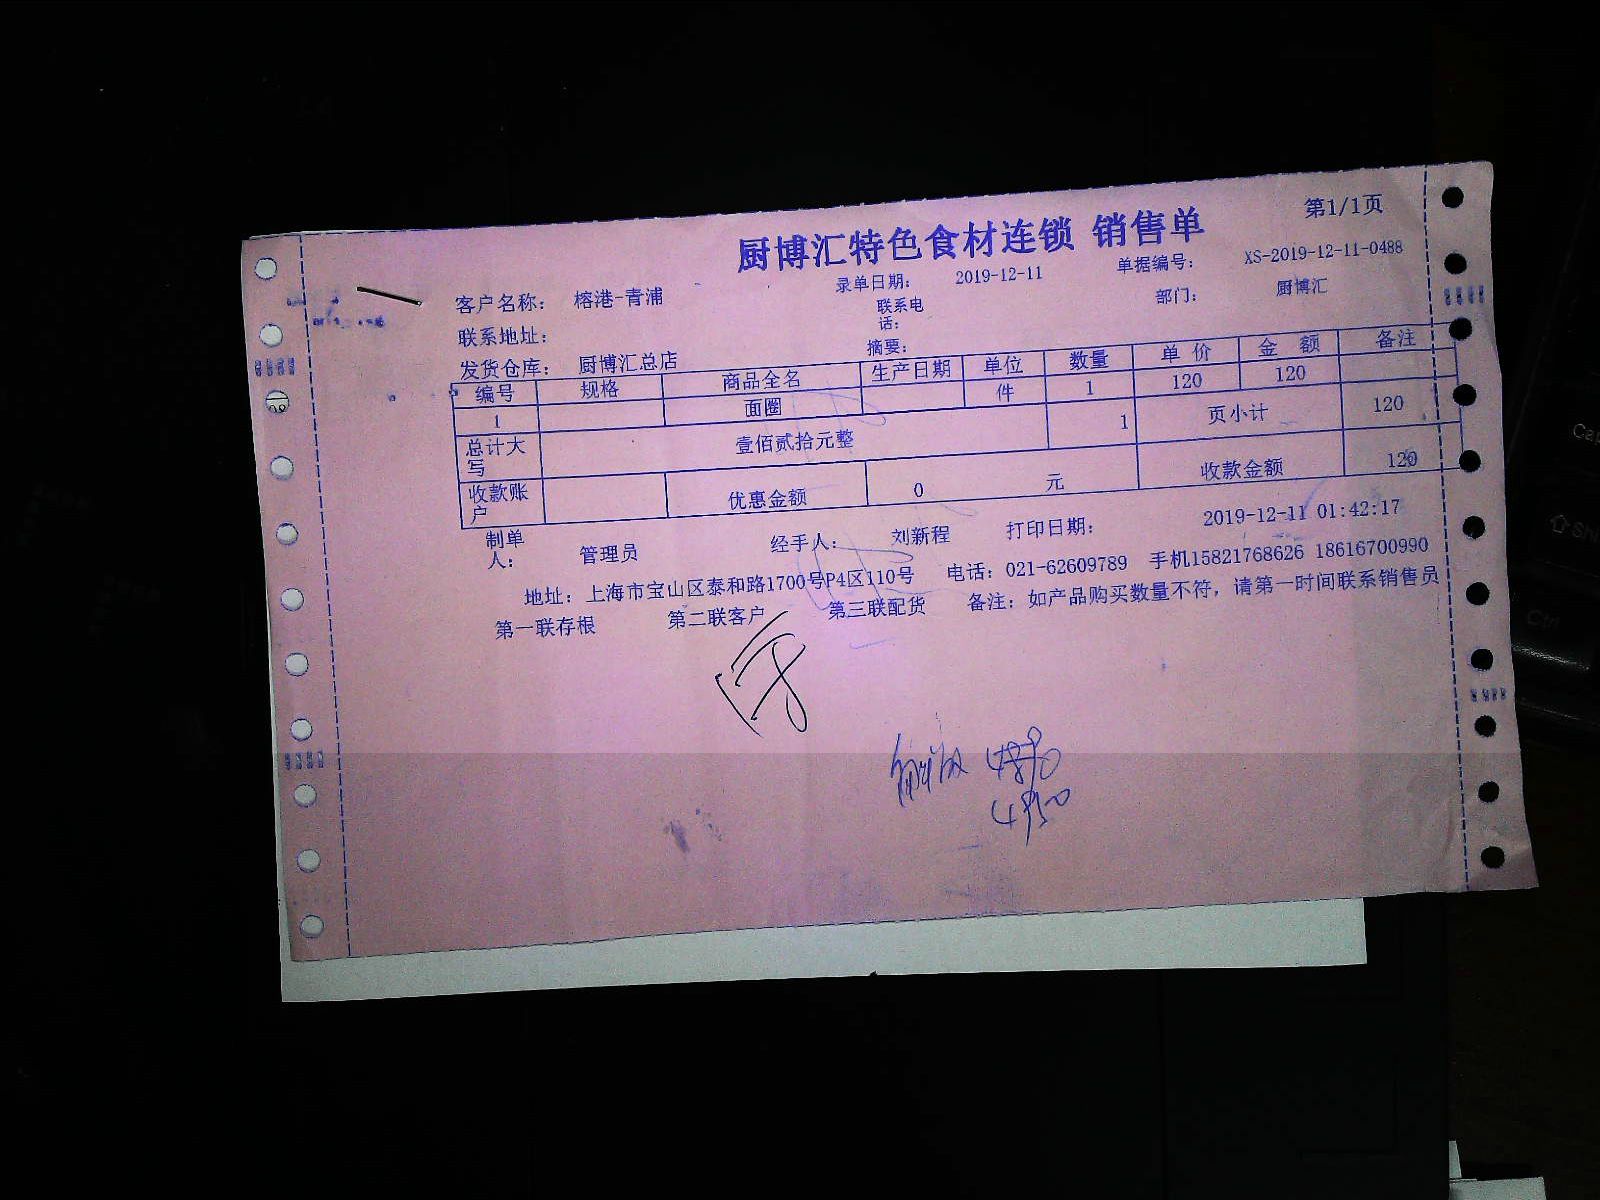 第1/1页
厨博汇特色食材连锁 销售单
录单日期: 2019-12-11 单据编号: XS-2019-12-11-0488
客户名称: 榕港-青浦 联系电话: 部门: 厨博汇
联系地址:
发货仓库: 厨博汇总店 摘要:
编号 规格 商品全名 生产日期 单位 数量 单价 金额 备注
1 面圈 件 1 120 120
总计大写 壹佰贰拾元整 1 页小计 120
收款账户 优惠金额 0 元 收款金额 120
制单人: 管理员 经手人: 刘新程 打印日期: 2019-12-11 01:42:17
地址: 上海市宝山区泰和路1700号P4区110号 电话: 021-62609789 手机15821768626 18616700990
第一联存根 第二联客户 第三联配货 备注: 如产品购买数量不符,请第一时间联系销售员
Ctrl